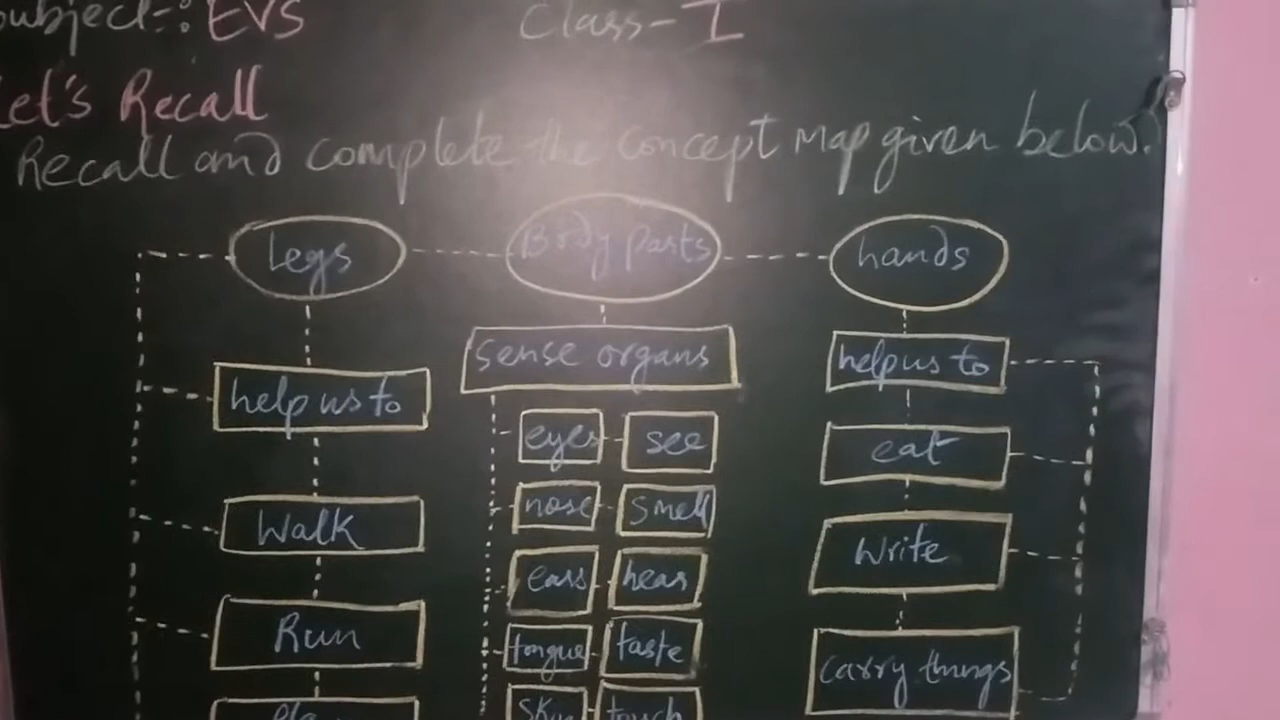 Subject-: EVS Class-I
Let's Recall
Recall and complete the concept Map given below:
Legs Body parts hands
help us to sense organs help us to
eyes see eat
Walk nose smell Write
ears hear
Run tongue taste carry things
skin touch